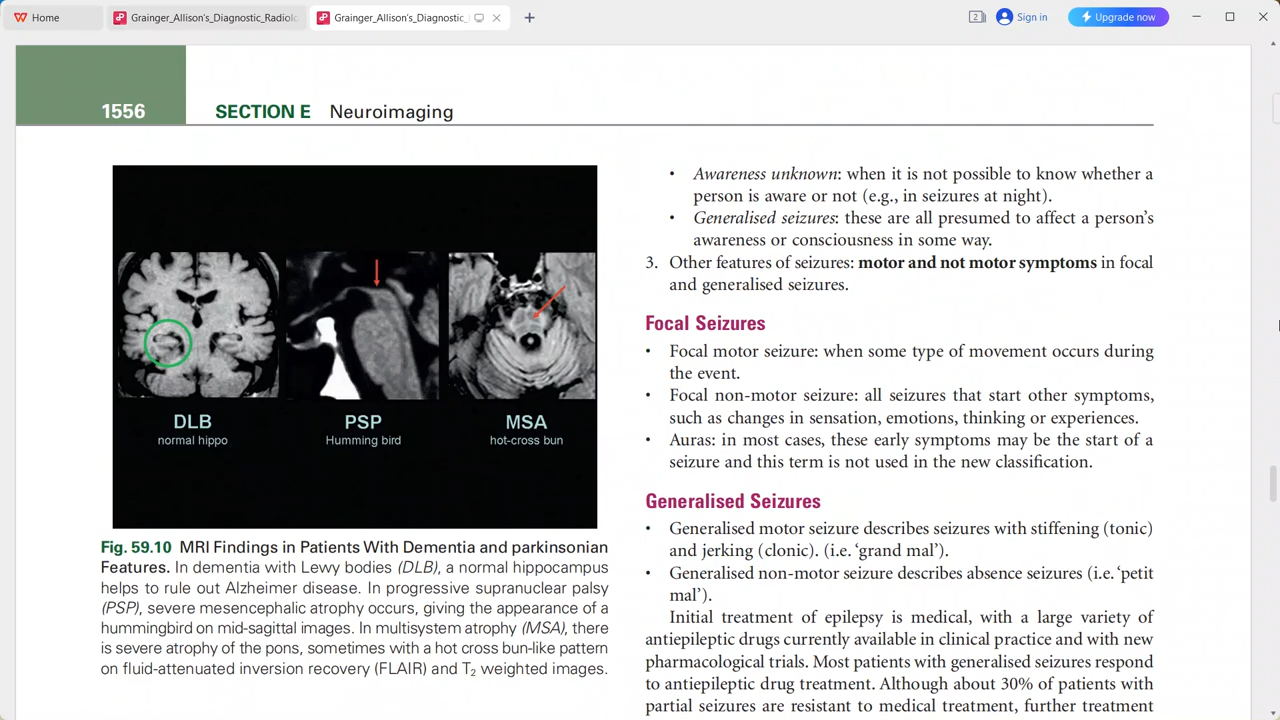 Home
Grainger_Allison's_Diagnostic_Radiolo
Grainger_Allison's_Diagnostic_
2
Sign in
Upgrade now
1556
SECTION E Neuroimaging
DLB
normal hippo
PSP
Humming bird
MSA
hot-cross bun
Fig. 59.10 MRI Findings in Patients With Dementia and parkinsonian
Features. In dementia with Lewy bodies (DLB), a normal hippocampus
helps to rule out Alzheimer disease. In progressive supranuclear palsy
(PSP), severe mesencephalic atrophy occurs, giving the appearance of a
hummingbird on mid-sagittal images. In multisystem atrophy (MSA), there
is severe atrophy of the pons, sometimes with a hot cross bun-like pattern
on fluid-attenuated inversion recovery (FLAIR) and T2 weighted images.
• Awareness unknown: when it is not possible to know whether a
person is aware or not (e.g., in seizures at night).
• Generalised seizures: these are all presumed to affect a person's
awareness or consciousness in some way.
3. Other features of seizures: motor and not motor symptoms in focal
and generalised seizures.
Focal Seizures
• Focal motor seizure: when some type of movement occurs during
the event.
• Focal non-motor seizure: all seizures that start other symptoms,
such as changes in sensation, emotions, thinking or experiences.
• Auras: in most cases, these early symptoms may be the start of a
seizure and this term is not used in the new classification.
Generalised Seizures
• Generalised motor seizure describes seizures with stiffening (tonic)
and jerking (clonic). (i.e. 'grand mal').
• Generalised non-motor seizure describes absence seizures (i.e. 'petit
mal').
Initial treatment of epilepsy is medical, with a large variety of
antiepileptic drugs currently available in clinical practice and with new
pharmacological trials. Most patients with generalised seizures respond
to antiepileptic drug treatment. Although about 30% of patients with
partial seizures are resistant to medical treatment, further treatment